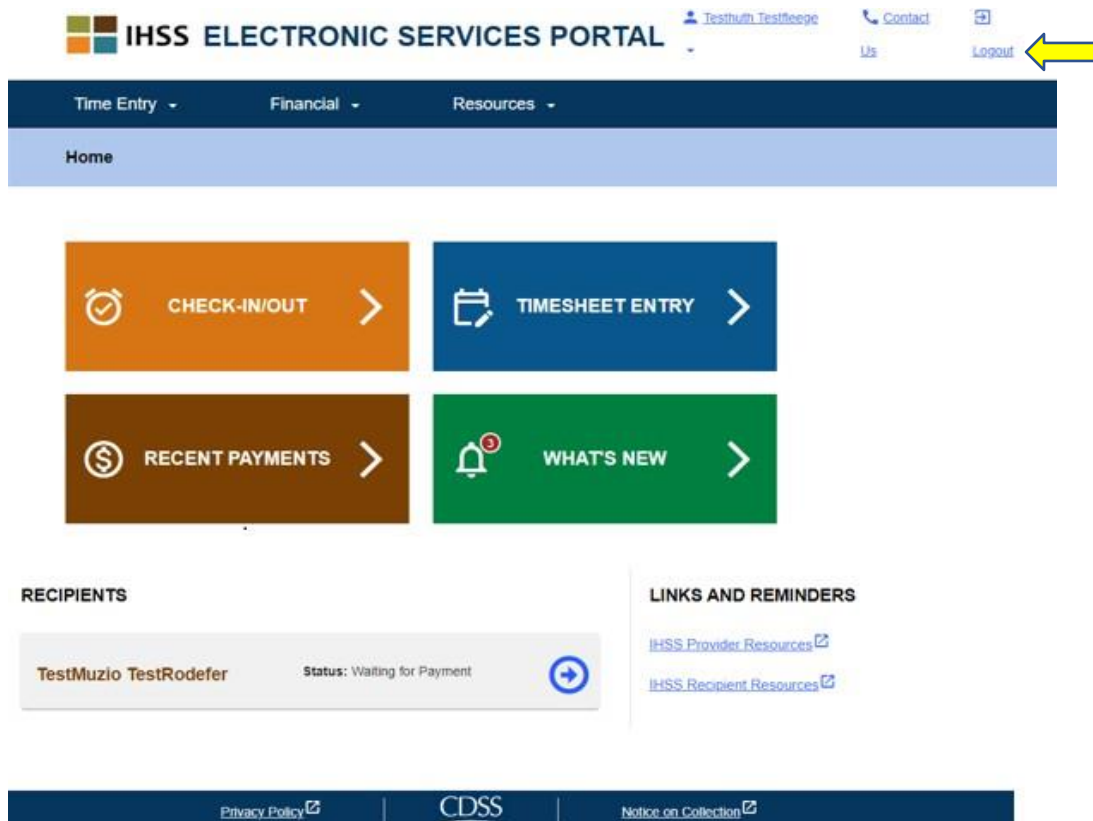 IHSS ELECTRONIC SERVICES PORTAL
Testhuth Testfleege
Contact Us
Logout
Time Entry
Financial
Resources
Home
CHECK-IN/OUT
TIMESHEET ENTRY
RECENT PAYMENTS
3
WHAT'S NEW
RECIPIENTS
TestMuzio TestRodefer
Status: Waiting for Payment
LINKS AND REMINDERS
IHSS Provider Resources
IHSS Recipient Resources
Privacy Policy
CDSS
Notice on Collection